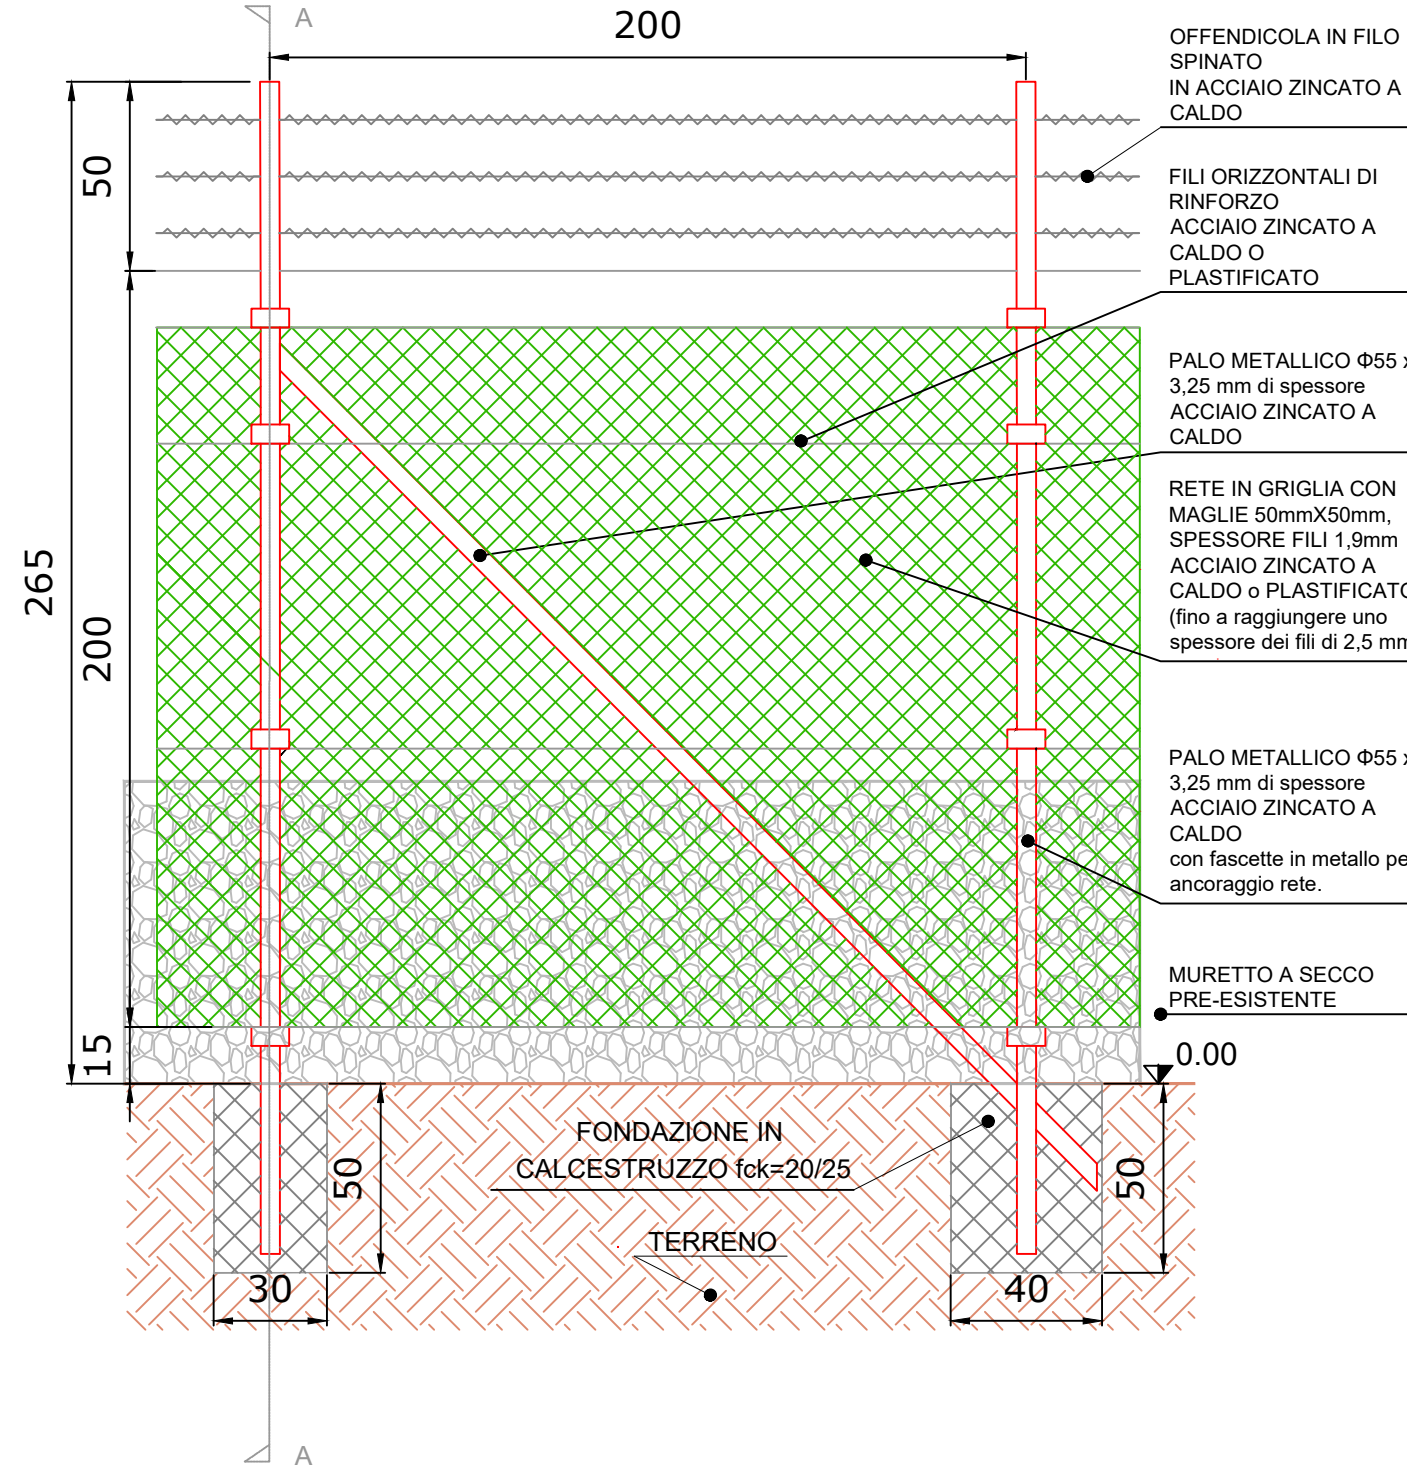 A
200
OFFENDICOLA IN FILO
SPINATO
IN ACCIAIO ZINCATO A
CALDO
50
FILI ORIZZONTALI DI
RINFORZO
ACCIAIO ZINCATO A
CALDO O
PLASTIFICATO
PALO METALLICO Φ55 x
3,25 mm di spessore
ACCIAIO ZINCATO A
CALDO
RETE IN GRIGLIA CON
MAGLIE 50mmX50mm,
SPESSORE FILI 1,9mm
ACCIAIO ZINCATO A
CALDO o PLASTIFICATO
(fino a raggiungere uno
spessore dei fili di 2,5 mm
265
200
PALO METALLICO Φ55 x
3,25 mm di spessore
ACCIAIO ZINCATO A
CALDO
con fascette in metallo pe
ancoraggio rete.
MURETTO A SECCO
PRE-ESISTENTE
15
0.00
FONDAZIONE IN
CALCESTRUZZO fck=20/25
50
50
TERRENO
30
40
A